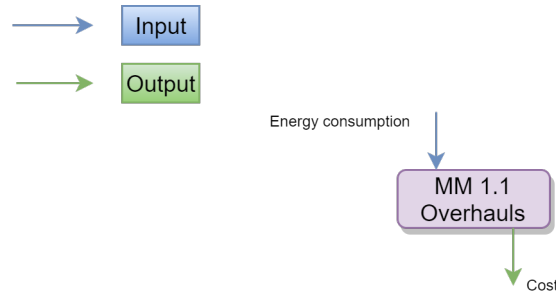 Input
Output
Energy consumption
MM 1.1
Overhauls
Cost